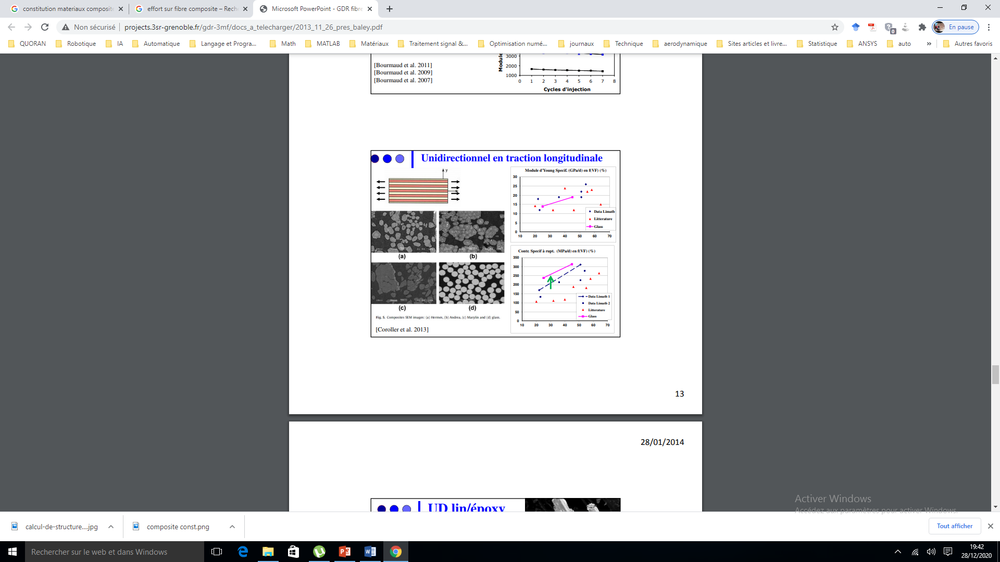 constitution materiaux composit
effort sur fibre composite – Rech
Microsoft PowerPoint - GDR fibre
Non sécurisé
projects.3sr-grenoble.fr/gdr-3mf/docs_a_telecharger/2013_11_26_pres_baley.pdf
0
En pause
QUORAN
Robotique
IA
Automatique
Langage et Progra...
Math
MATLAB
Matériaux
Traitement signal &...
Optimisation numé...
journaux
Technique
aerodynamique
Sites articles et livre...
Statistique
ANSYS
auto
»
Autres favoris
[Bourmaud et al. 2011]
[Bourmaud et al. 2009]
[Bourmaud et al. 2007]
Module
3000
2000
1000
0 1 2 3 4 5 6 7 8
Cycles d'injection
Unidirectionnel en traction longitudinale
y
(a)
(b)
(c)
(d)
Fig. 5. Composites SEM images: (a) Hermes, (b) Andrea, (c) Marylin and (d) glass.
[Coroller et al. 2013]
Module d'Young Specif. (GPa/d) en f(VF) (%)
30
25
20
15
10
5
0
10 20 30 40 50 60 70
Data Limatb
Litterature
Glass
Contr. Specif à rupt. (MPa/d) en f(VF) (%)
350
300
250
200
150
100
50
0
10 20 30 40 50 60 70
Data Limatb 1
Data Limatb 2
Litterature
Glass
13
28/01/2014
UD lin/époxy
Activer Windows
Accédez aux paramètres pour activer Windows.
calcul-de-structure....jpg
composite const.png
Tout afficher
Rechercher sur le web et dans Windows
19:42
28/12/2020